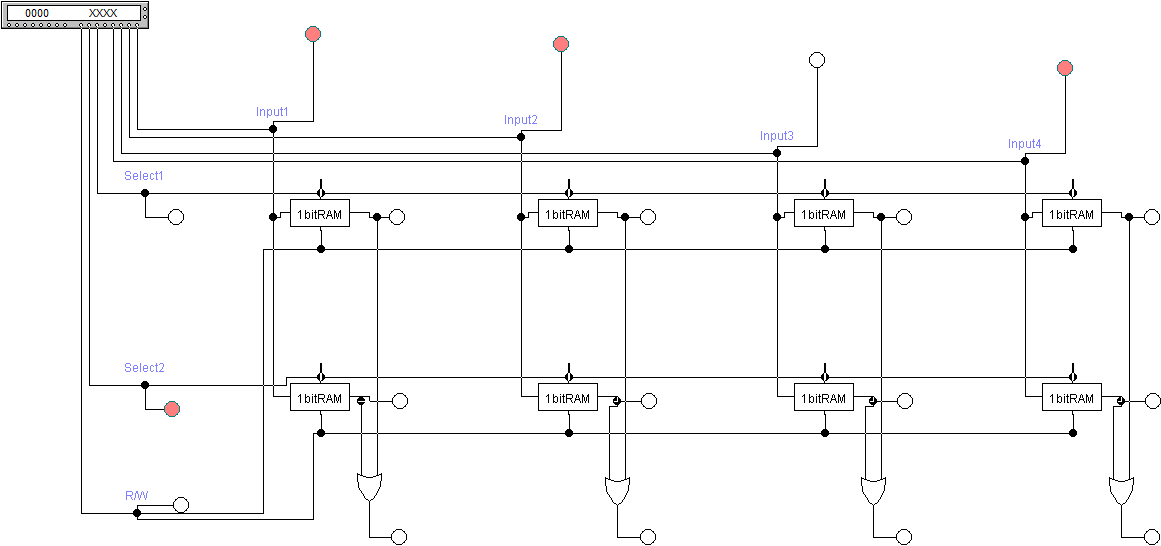 0000 XXXX
Input1
Input2
Input3
Input4
Select1
1bitRAM 1bitRAM 1bitRAM 1bitRAM
Select2
1bitRAM 1bitRAM 1bitRAM 1bitRAM
R/W